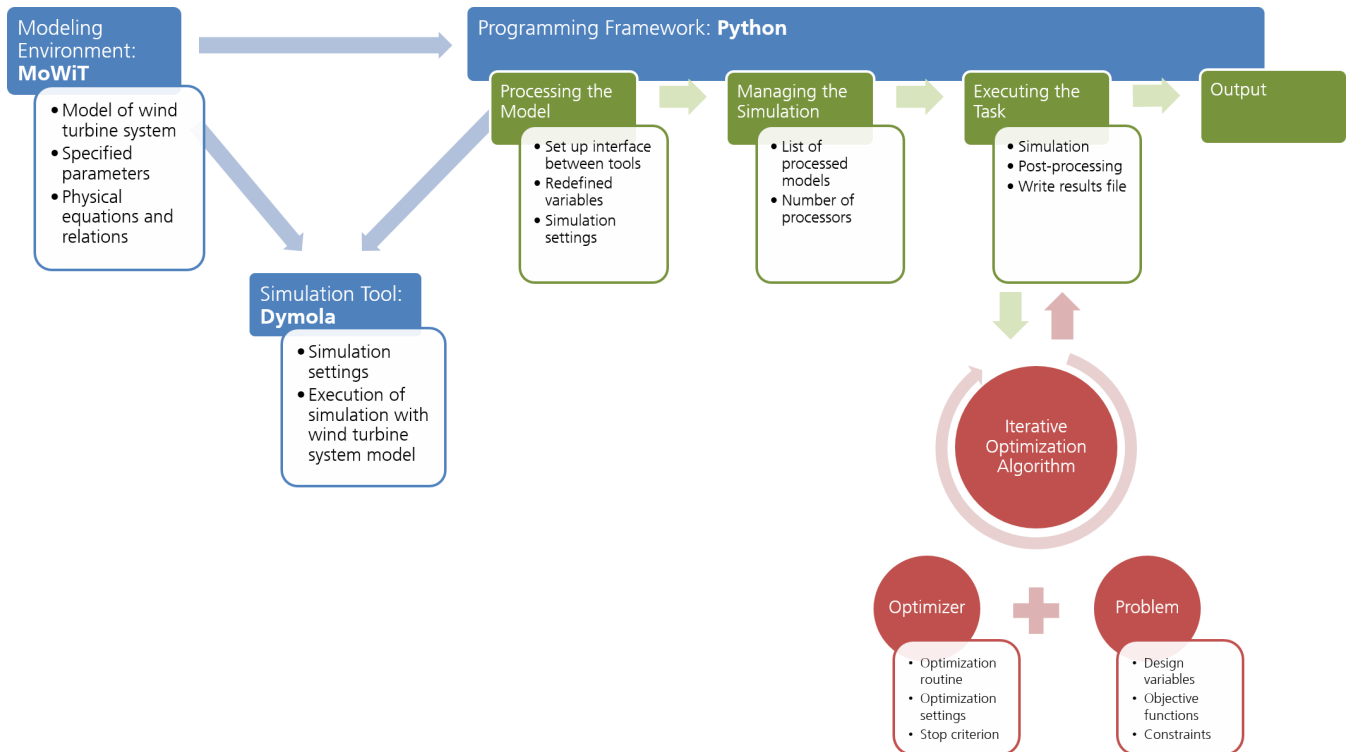 Modeling
Environment:
MoWiT
• Model of wind
turbine system
• Specified
parameters
• Physical
equations and
relations
Programming Framework: Python
Processing the
Model
• Set up interface
between tools
• Redefined
variables
• Simulation
settings
Managing the
Simulation
• List of
processed
models
• Number of
processors
Executing the
Task
• Simulation
• Post-processing
• Write results file
Output
Simulation Tool:
Dymola
• Simulation
settings
• Execution of
simulation with
wind turbine
system model
Iterative
Optimization
Algorithm
Optimizer
• Optimization
routine
• Optimization
settings
• Stop criterion
Problem
• Design
variables
• Objective
functions
• Constraints